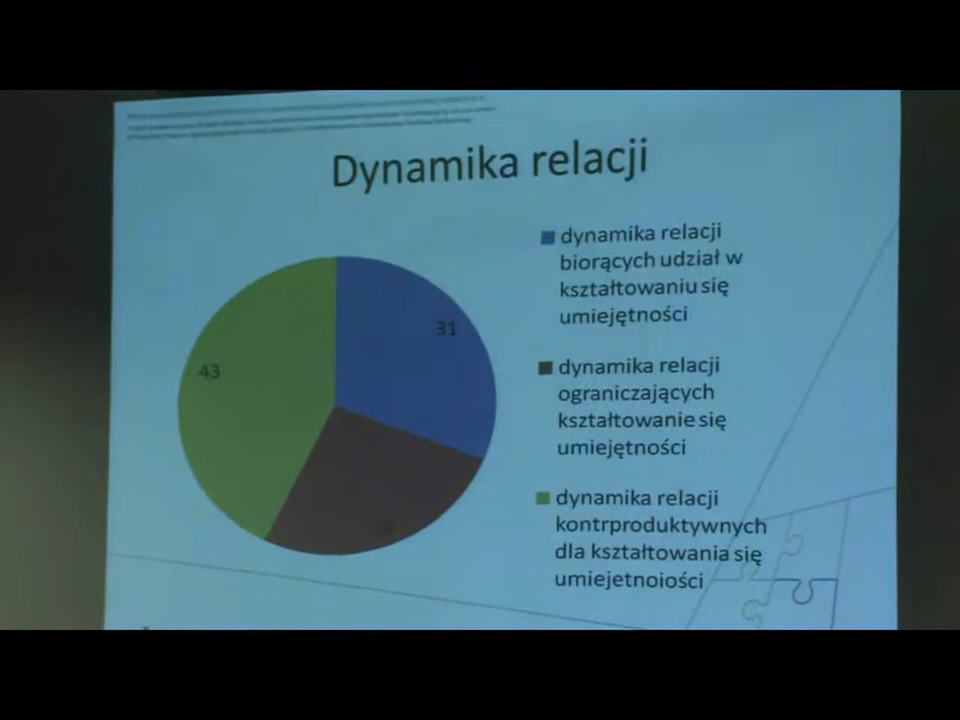 Dynamika relacji
dynamika relacji
biorących udział w
kształtowaniu się
umiejętności
31
dynamika relacji
ograniczających
kształtowanie się
umiejętności
43
dynamika relacji
kontrproduktywnych
dla kształtowania się
umiejetnoiości